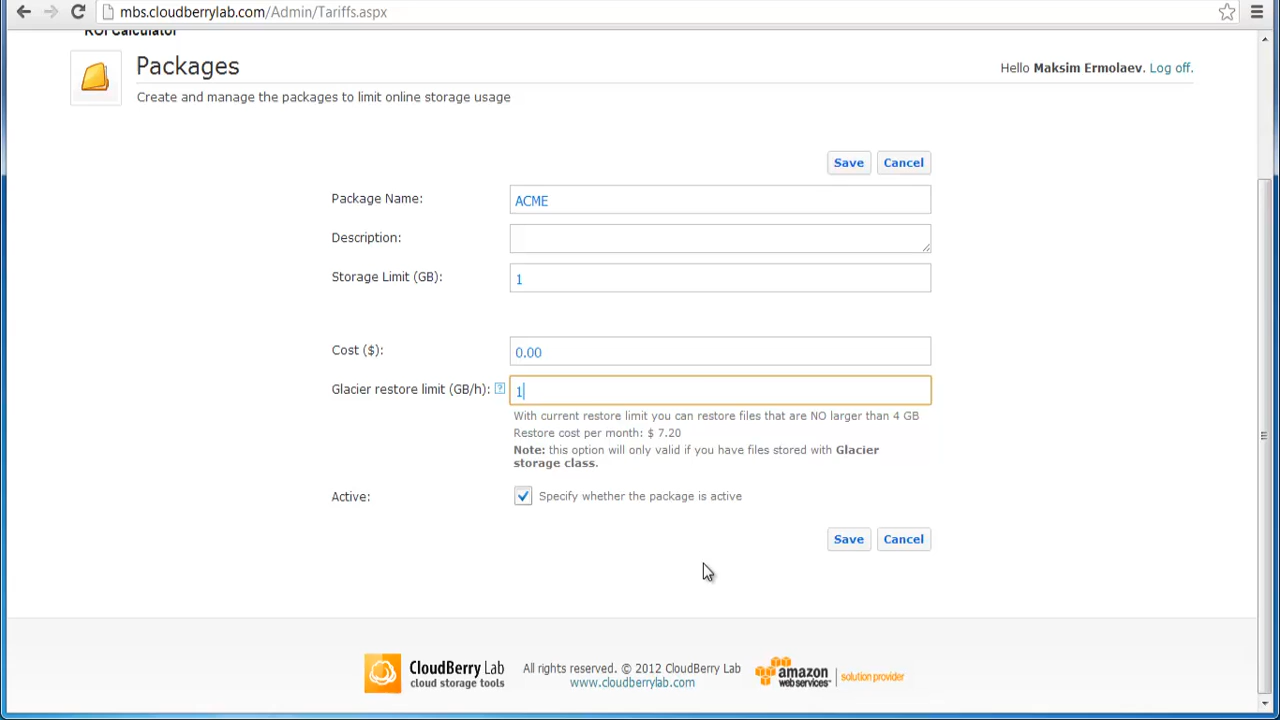 mbs.cloudberrylab.com/Admin/Tariffs.aspx
ROI Calculator
Packages
Hello Maksim Ermolaev. Log off.
Create and manage the packages to limit online storage usage
Save Cancel
Package Name: ACME
Description:
Storage Limit (GB): 1
Cost ($): 0.00
Glacier restore limit (GB/h): ? 1
With current restore limit you can restore files that are NO larger than 4 GB
Restore cost per month: $ 7.20
Note: this option will only valid if you have files stored with Glacier
storage class.
Active: Specify whether the package is active
Save Cancel
CloudBerry Lab
cloud storage tools
All rights reserved. © 2012 CloudBerry Lab
www.cloudberrylab.com
amazon
web services™ solution provider